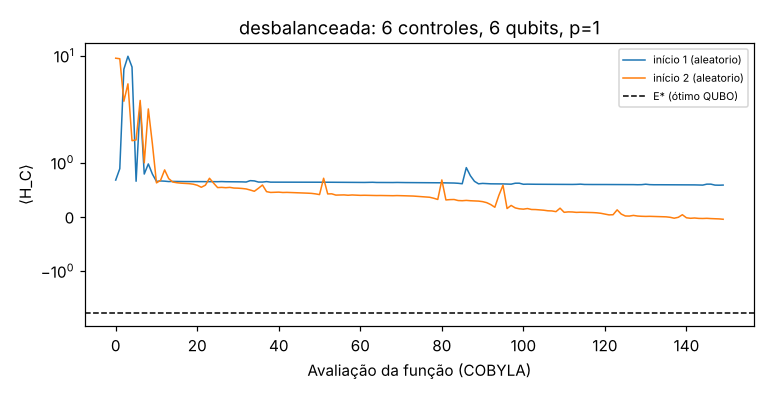 desbalanceada: 6 controles, 6 qubits, p=1
início 1 (aleatorio)
início 2 (aleatorio)
E* (ótimo QUBO)
⟨H_C⟩
10¹
10⁰
0
−10⁰
0 20 40 60 80 100 120 140
Avaliação da função (COBYLA)